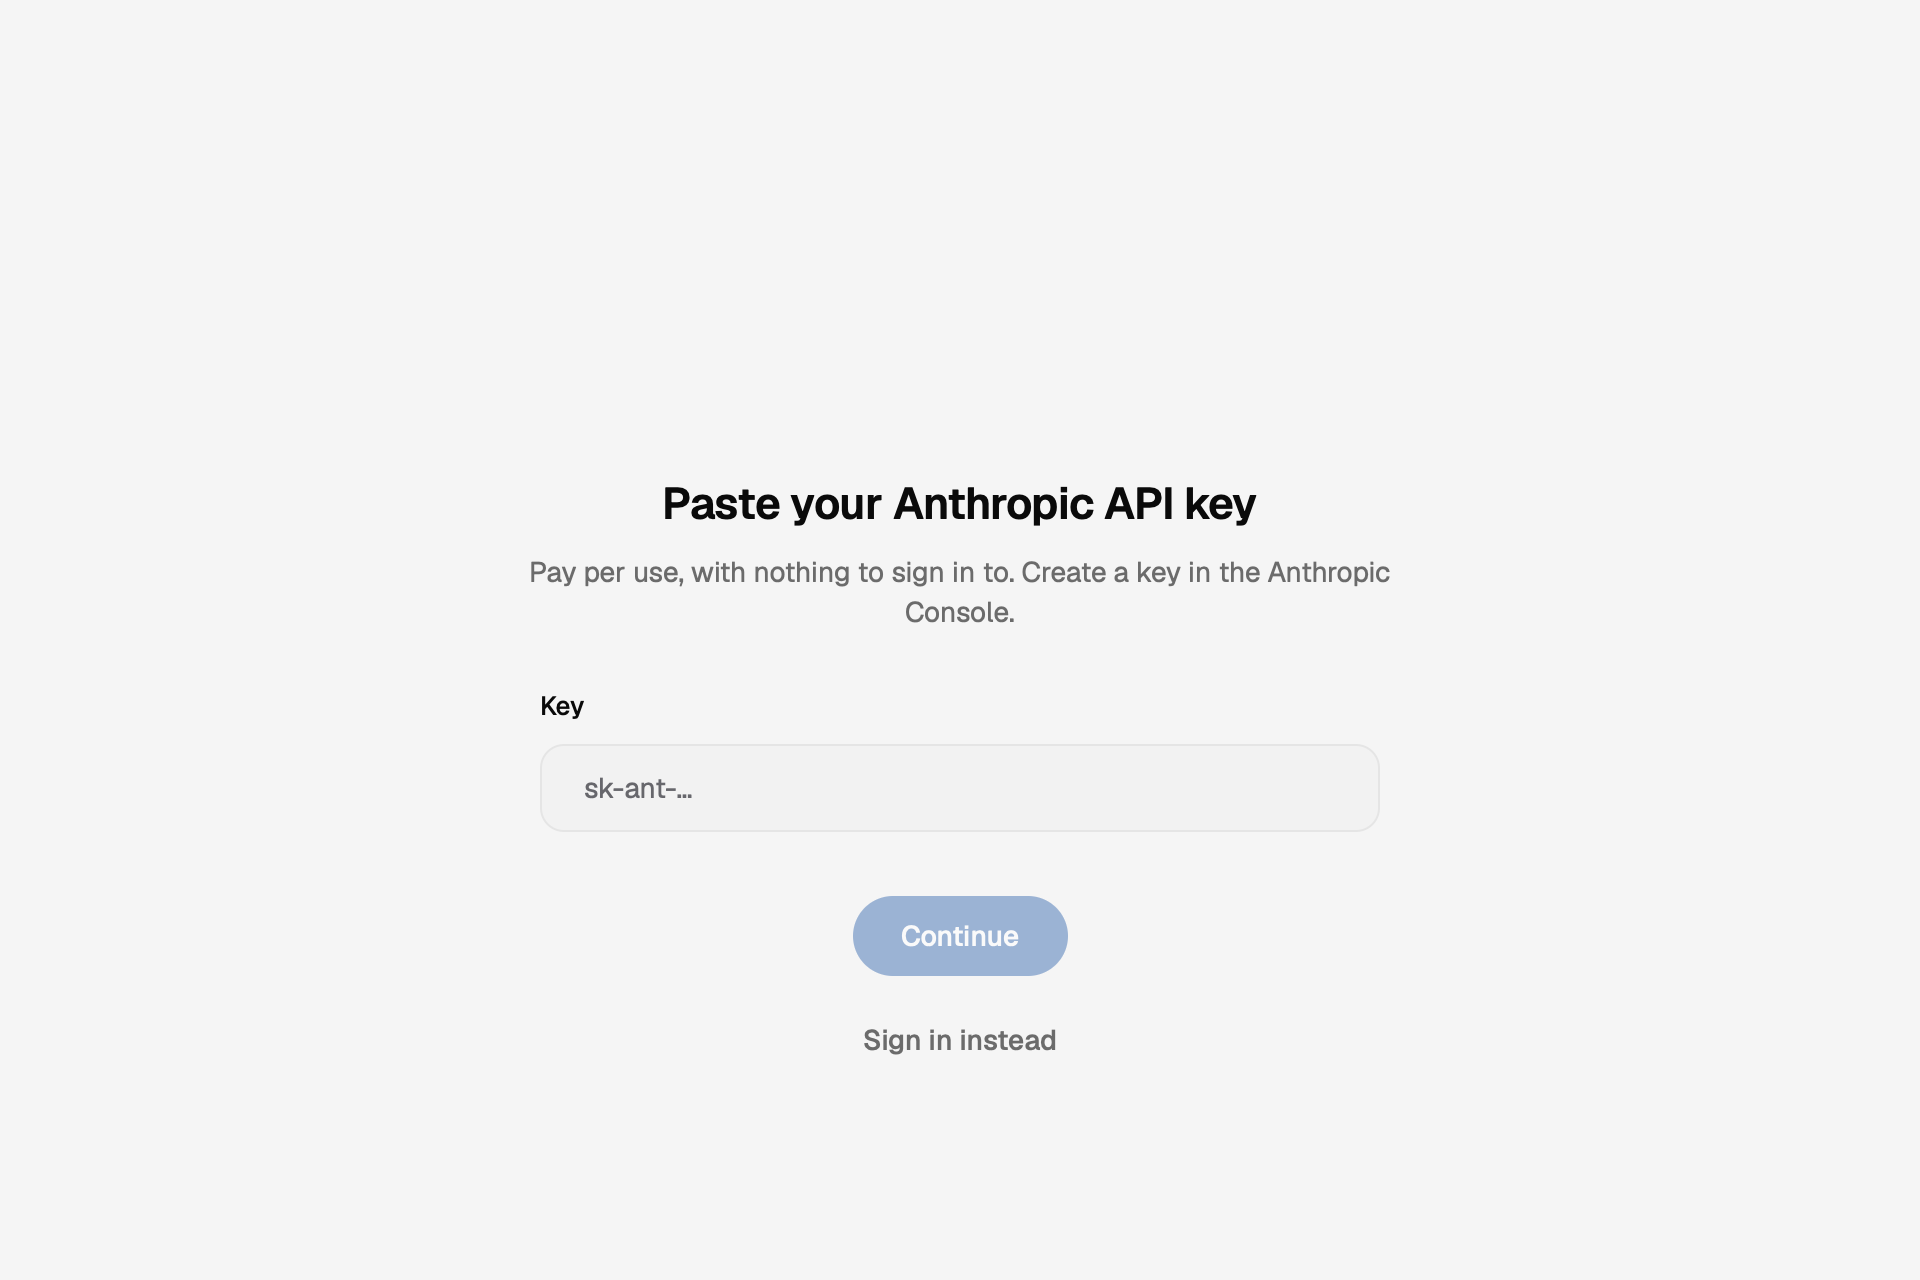 Paste your Anthropic API key
Pay per use, with nothing to sign in to. Create a key in the Anthropic
Console.
Key
sk-ant-...
Continue
Sign in instead